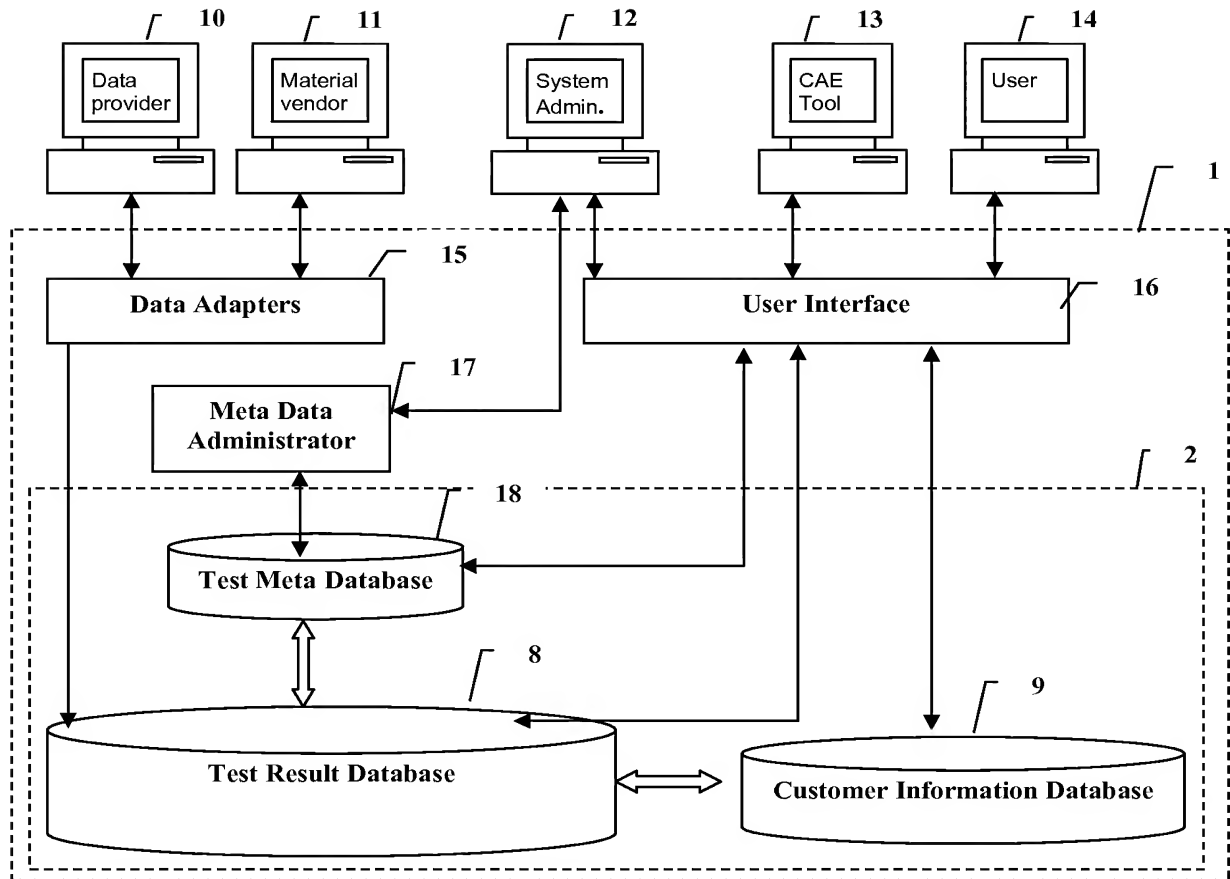 10
11
12
13
14
Data
provider
Material
vendor
System
Admin.
CAE
Tool
User
1
15
Data Adapters
User Interface
16
17
Meta Data
Administrator
2
18
Test Meta Database
8
Test Result Database
9
Customer Information Database